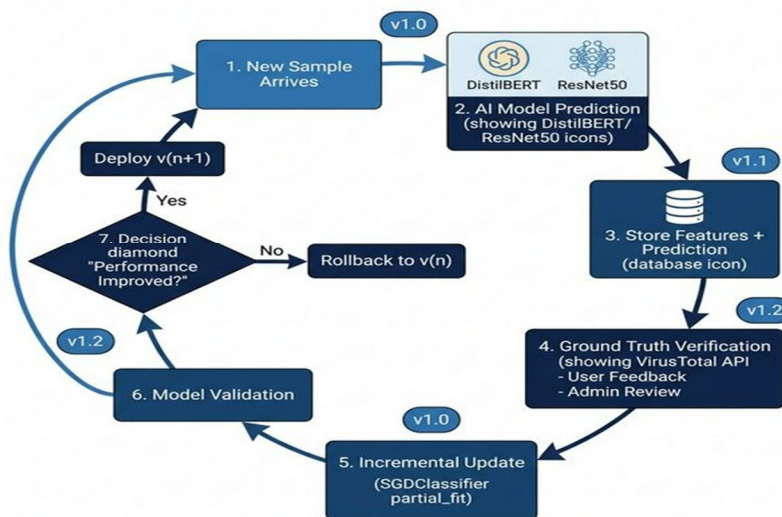 v1.0
1. New Sample
Arrives
DistilBERT
ResNet50
2. AI Model Prediction
(showing DistilBERT/
ResNet50 icons)
v1.1
3. Store Features +
Prediction
(database icon)
v1.2
4. Ground Truth Verification
(showing VirusTotal API
- User Feedback
- Admin Review
v1.0
5. Incremental Update
(SGDClassifier
partial_fit)
6. Model Validation
v1.2
7. Decision
diamond
"Performance
Improved?"
Yes
Deploy v(n+1)
No
Rollback to v(n)